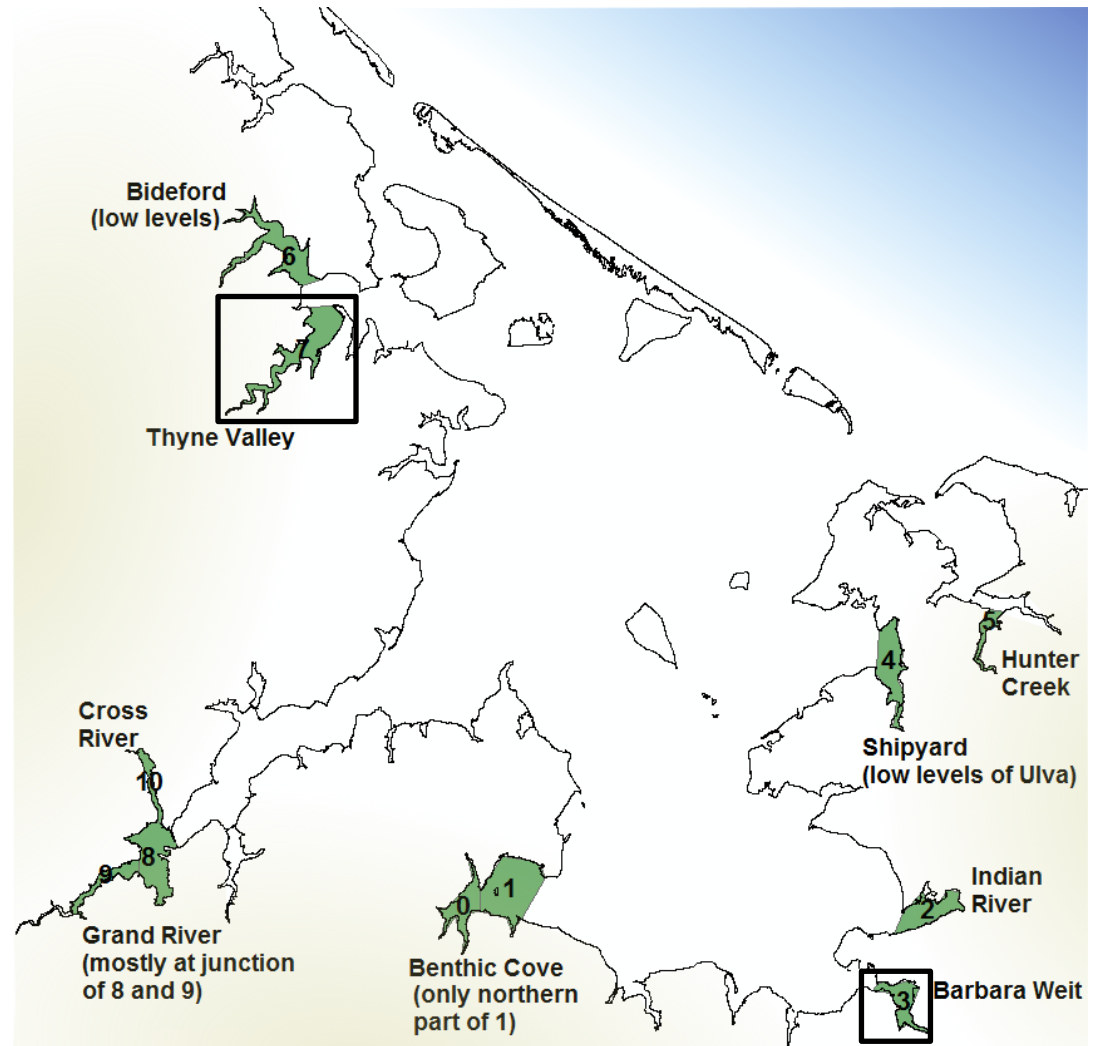 Bideford
(low levels)
6
7
Thyne Valley
5
4
Hunter
Creek
Cross
River
Shipyard
(low levels of Ulva)
10
8
9
1
0
Indian
River
2
Grand River
(mostly at junction
of 8 and 9)
Benthic Cove
(only northern
part of 1)
3
Barbara Weit